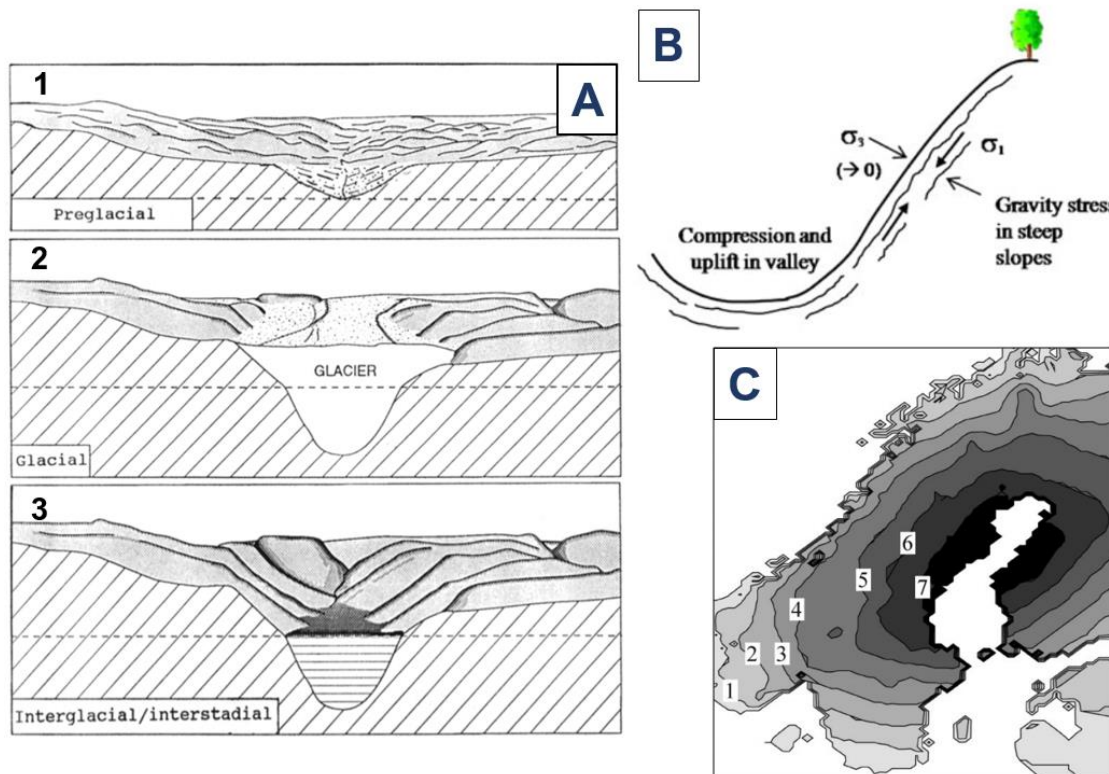 A
1
Preglacial
2
GLACIER
Glacial
3
Interglacial/interstadial
B
σ₃
(→ 0)
σ₁
Gravity stress
in steep
slopes
Compression and
uplift in valley
C
6
7
5
4
3
2
1